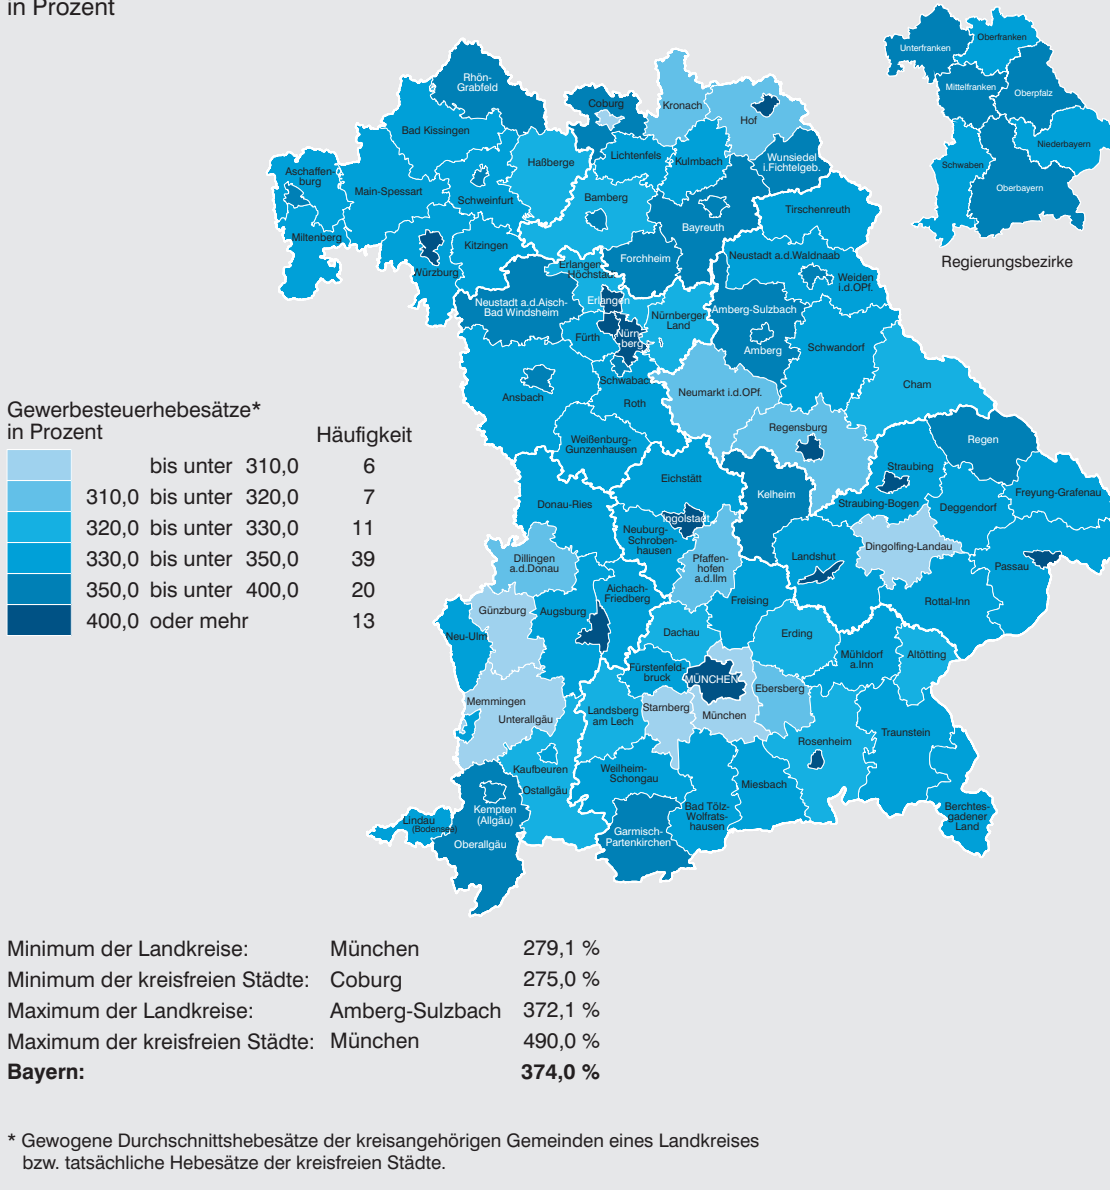 in Prozent
Unterfranken
Oberfranken
Mittelfranken
Oberpfalz
Niederbayern
Schwaben
Oberbayern
Regierungsbezirke
Rhön-
Grabfeld
Coburg
Kronach
Hof
Bad Kissingen
Lichtenfels
Kulmbach
Wunsiedel
i.Fichtelgeb.
Haßberge
Aschaffen-
burg
Main-Spessart
Schweinfurt
Bamberg
Tirschenreuth
Bayreuth
Miltenberg
Kitzingen
Würzburg
Forchheim
Neustadt a.d.Waldnaab
Erlangen-
Höchstadt
Weiden
i.d.OPf.
Neustadt a.d.Aisch-
Bad Windsheim
Erlangen
Nürnberger
Land
Amberg-Sulzbach
Fürth
Nürn-
berg
Amberg
Schwandorf
Schwabach
Ansbach
Roth
Neumarkt i.d.OPf.
Cham
Gewerbesteuerhebesätze*
in Prozent
Häufigkeit
bis unter 310,0 6
310,0 bis unter 320,0 7
320,0 bis unter 330,0 11
330,0 bis unter 350,0 39
350,0 bis unter 400,0 20
400,0 oder mehr 13
Regensburg
Weißenburg-
Gunzenhausen
Regen
Straubing
Eichstätt
Kelheim
Donau-Ries
Straubing-Bogen
Deggendorf
Freyung-Grafenau
Ingolstadt
Neuburg-
Schroben-
hausen
Dingolfing-Landau
Dillingen
a.d.Donau
Pfaffen-
hofen
a.d.Ilm
Landshut
Passau
Aichach-
Friedberg
Freising
Rottal-Inn
Günzburg
Augsburg
Neu-Ulm
Dachau
Erding
Mühldorf
a.Inn
Altötting
Fürstenfeld-
bruck
MÜNCHEN
Ebersberg
Memmingen
Unterallgäu
Landsberg
am Lech
Starnberg
München
Traunstein
Rosenheim
Kaufbeuren
Weilheim-
Schongau
Miesbach
Ostallgäu
Kempten
(Allgäu)
Bad Tölz-
Wolfrats-
hausen
Berchtes-
gadener
Land
Lindau
(Bodensee)
Oberallgäu
Garmisch-
Partenkirchen
Minimum der Landkreise: München 279,1 %
Minimum der kreisfreien Städte: Coburg 275,0 %
Maximum der Landkreise: Amberg-Sulzbach 372,1 %
Maximum der kreisfreien Städte: München 490,0 %
Bayern: 374,0 %
* Gewogene Durchschnittshebesätze der kreisangehörigen Gemeinden eines Landkreises
bzw. tatsächliche Hebesätze der kreisfreien Städte.